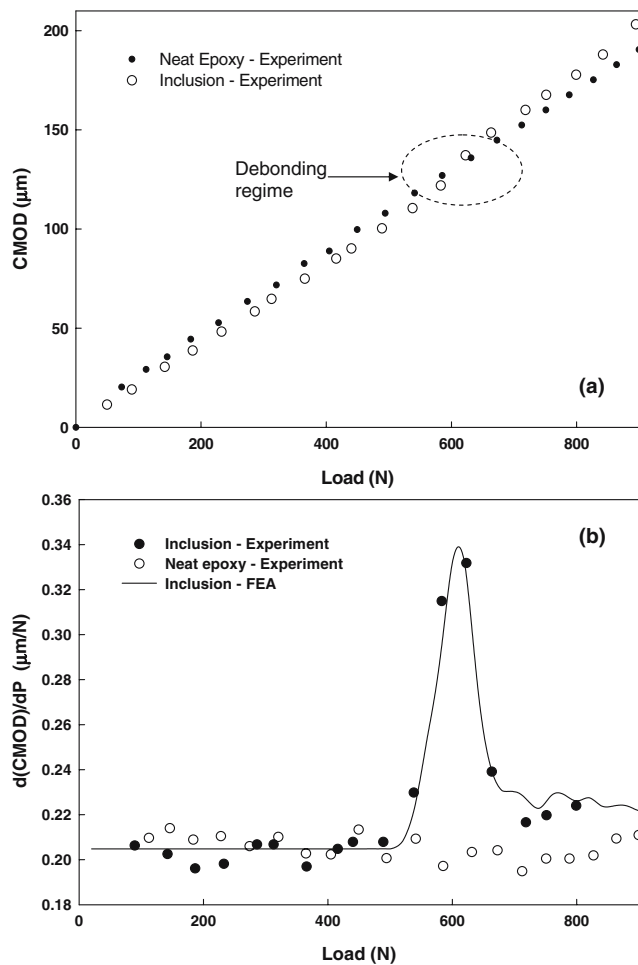 200
150
100
50
0
CMOD (μm)
Neat Epoxy - Experiment
Inclusion - Experiment
Debonding
regime
(a)
0
200
400
600
800
Load (N)
0.36
0.34
0.32
0.30
0.28
0.26
0.24
0.22
0.20
0.18
d(CMOD)/dP (μm/N)
Inclusion - Experiment
Neat epoxy - Experiment
Inclusion - FEA
(b)
0
200
400
600
800
Load (N)